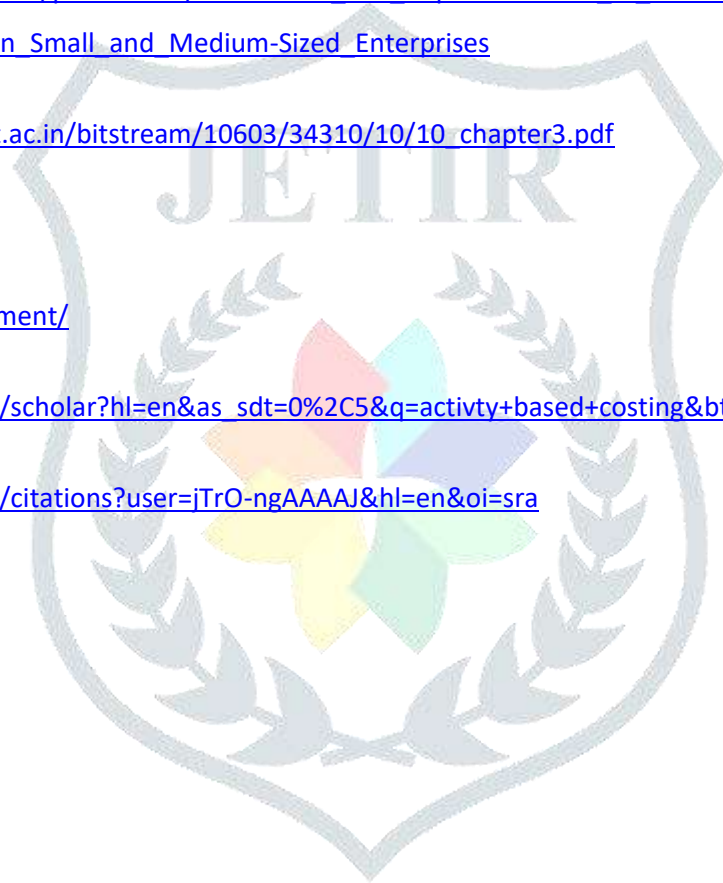 n_Small_and_Medium-Sized_Enterprises
.ac.in/bitstream/10603/34310/10/10_chapter3.pdf
JETIR
ment/
/scholar?hl=en&as_sdt=0%2C5&q=activty+based+costing&bt
/citations?user=jTrO-ngAAAAJ&hl=en&oi=sra